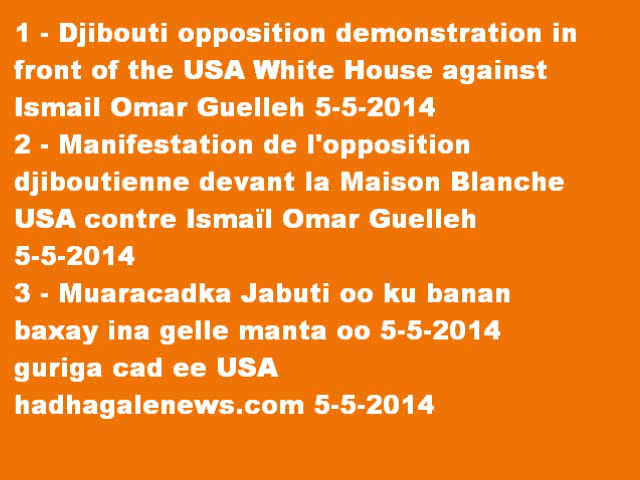 1 - Djibouti opposition demonstration in
front of the USA White House against
Ismail Omar Guelleh 5-5-2014
2 - Manifestation de l'opposition
djiboutienne devant la Maison Blanche
USA contre Ismaïl Omar Guelleh
5-5-2014
3 - Muaracadka Jabuti oo ku banan
baxay ina gelle manta oo 5-5-2014
guriga cad ee USA
hadhagalenews.com 5-5-2014